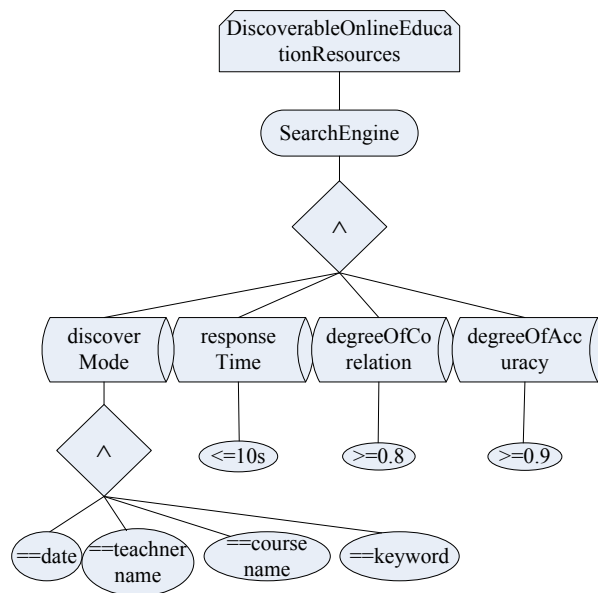 DiscoverableOnlineEduca
tionResources
SearchEngine
^
discover
Mode
response
Time
degreeOfCo
relation
degreeOfAcc
uracy
^
<=10s
>=0.8
>=0.9
==date
==teachner
name
==course
name
==keyword